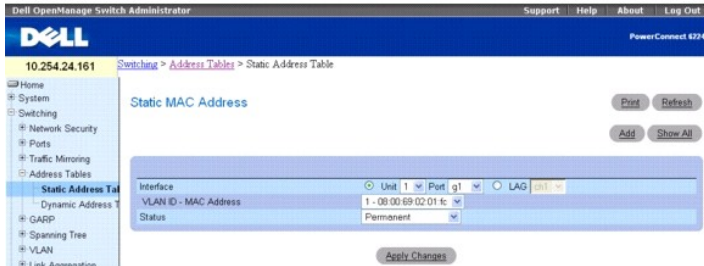 Dell OpenManage Switch Administrator
Support Help About Log Out
DELL
PowerConnect 6224
10.254.24.161
Switching > Address Tables > Static Address Table
Home
System
Switching
Network Security
Ports
Traffic Mirroring
Address Tables
Static Address Tal
Dynamic Address T
GARP
Spanning Tree
VLAN
Link Aggregation
Static MAC Address
Print Refresh
Add Show All
Interface Unit 1 Port g1 LAG ch1
VLAN ID - MAC Address 1 - 08:00:69:02:01:fc
Status Permanent
Apply Changes